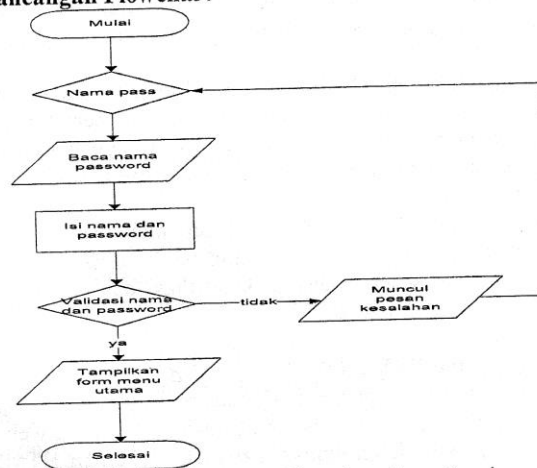 Mulai
Nama pass
Baca nama
password
Isi nama dan
password
Validasi nama
dan password
tidak
Muncul
pesan
kesalahan
ya
Tampilkan
form menu
utama
Selesai